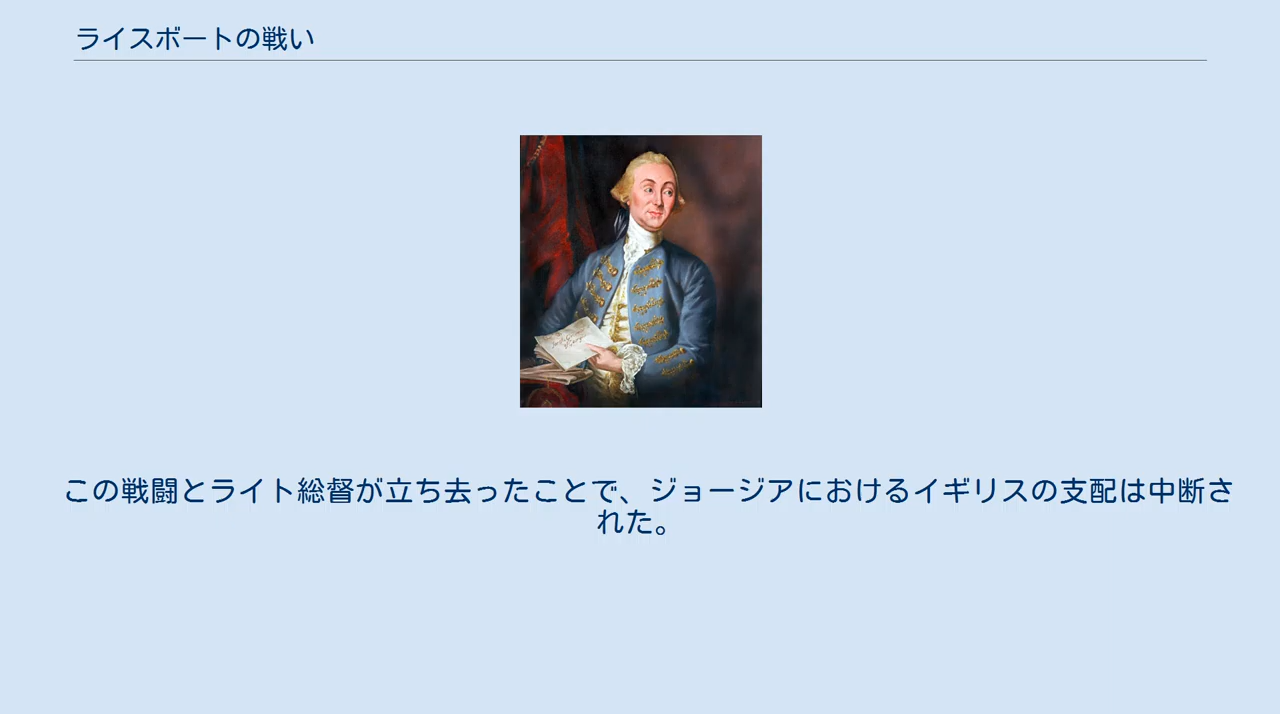 ライスボートの戦い
この戦闘とライト総督が立ち去ったことで、ジョージアにおけるイギリスの支配は中断さ
れた。